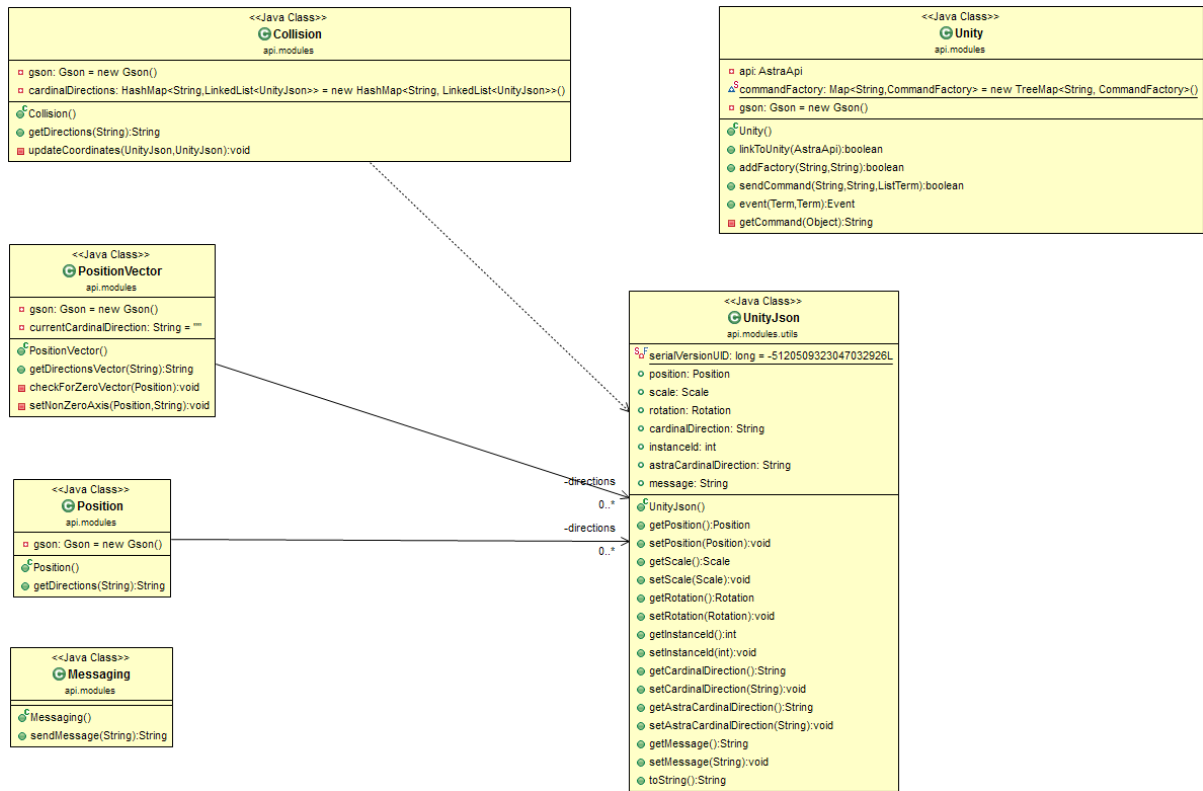 <<Java Class>>
Collision
api.modules
gson: Gson = new Gson()
cardinalDirections: HashMap<String,LinkedList<UnityJson>> = new HashMap<String, LinkedList<UnityJson>>()
Collision()
getDirections(String):String
updateCoordinates(UnityJson,UnityJson):void
<<Java Class>>
Unity
api.modules
api: AstraApi
commandFactory: Map<String,CommandFactory> = new TreeMap<String, CommandFactory>()
gson: Gson = new Gson()
Unity()
linkToUnity(AstraApi):boolean
addFactory(String,String):boolean
sendCommand(String,String,ListTerm):boolean
event(Term,Term):Event
getCommand(Object):String
<<Java Class>>
PositionVector
api.modules
gson: Gson = new Gson()
currentCardinalDirection: String = ""
PositionVector()
getDirectionsVector(String):String
checkForZeroVector(Position):void
setNonZeroAxis(Position,String):void
-directions
0..*
<<Java Class>>
Position
api.modules
gson: Gson = new Gson()
Position()
getDirections(String):String
-directions
0..*
<<Java Class>>
Messaging
api.modules
Messaging()
sendMessage(String):String
<<Java Class>>
UnityJson
api.modules.utils
serialVersionUID: long = -5120509323047032926L
position: Position
scale: Scale
rotation: Rotation
cardinalDirection: String
instanceId: int
astraCardinalDirection: String
message: String
UnityJson()
getPosition():Position
setPosition(Position):void
getScale():Scale
setScale(Scale):void
getRotation():Rotation
setRotation(Rotation):void
getInstanceId():int
setInstanceId(int):void
getCardinalDirection():String
setCardinalDirection(String):void
getAstraCardinalDirection():String
setAstraCardinalDirection(String):void
getMessage():String
setMessage(String):void
toString():String